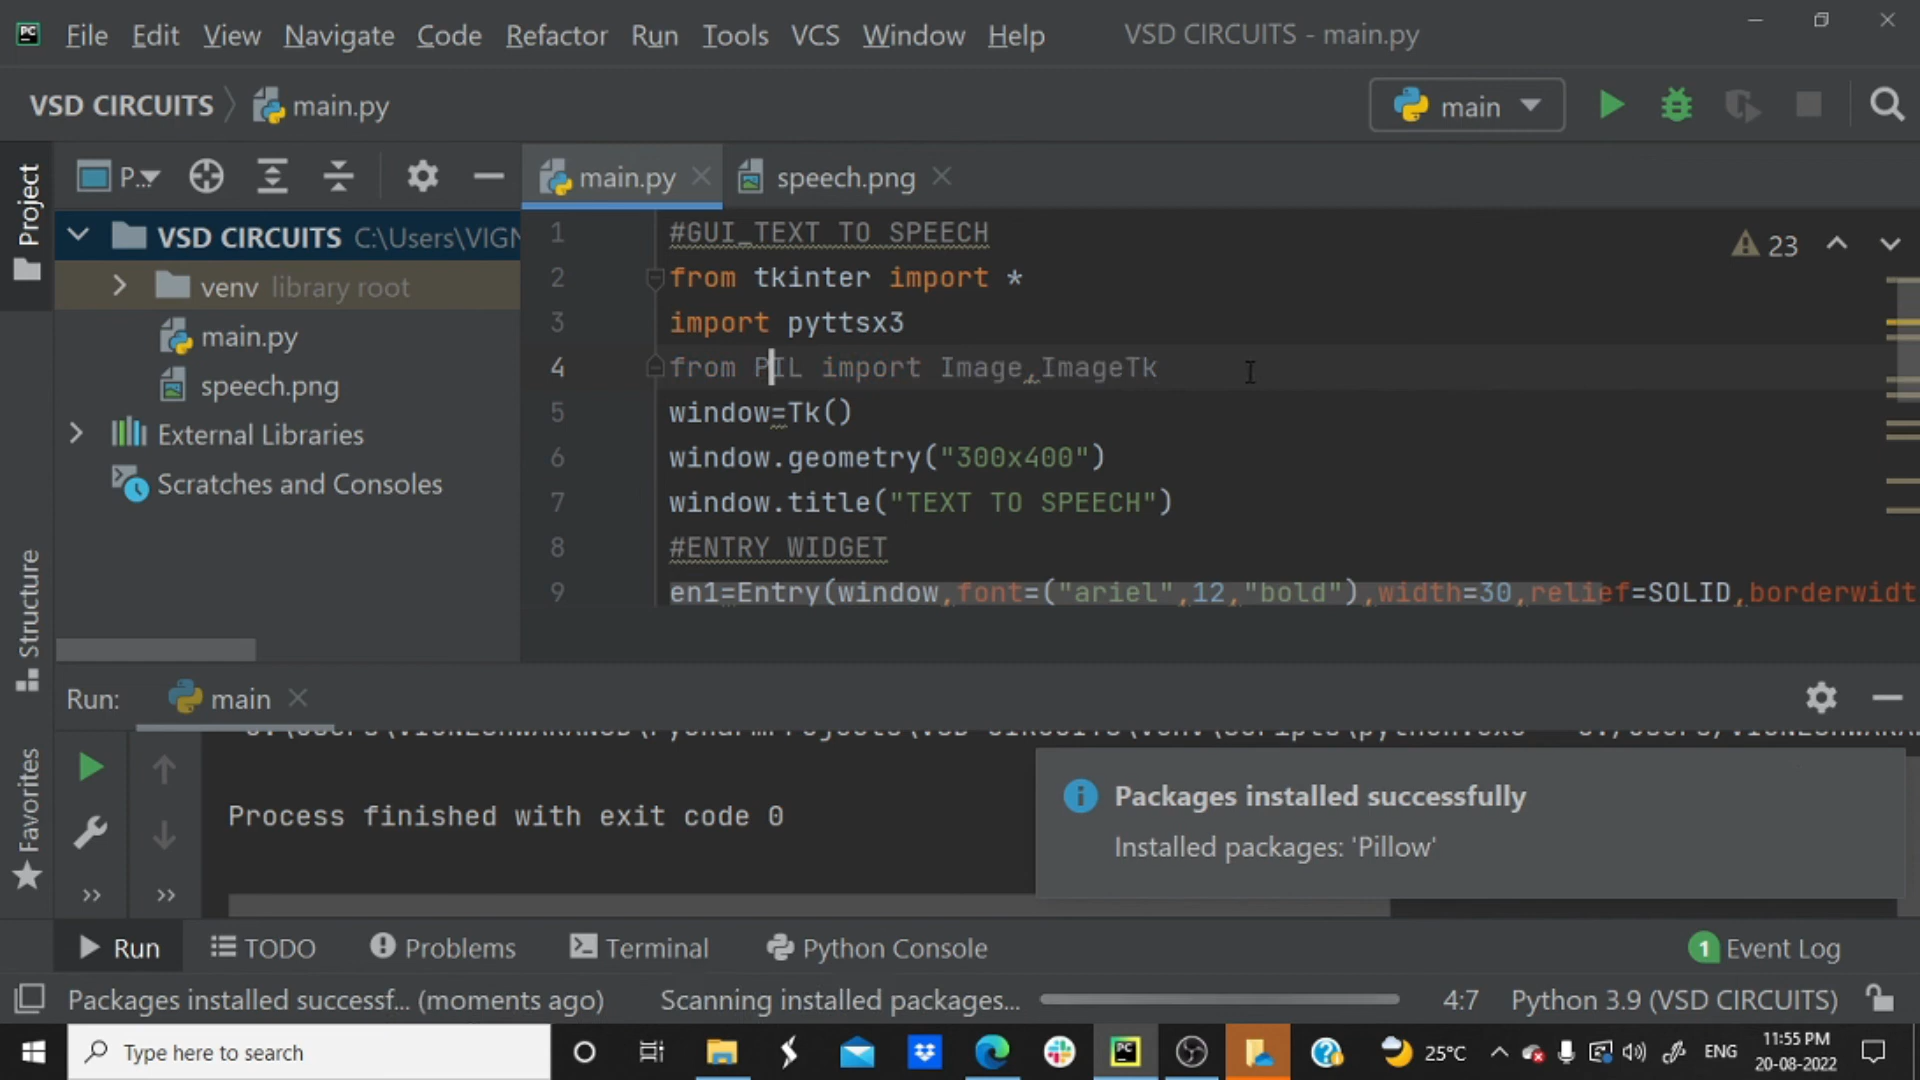 File Edit View Navigate Code Refactor Run Tools VCS Window Help VSD CIRCUITS - main.py
VSD CIRCUITS main.py
main
P...
main.py speech.png
Project
VSD CIRCUITS C:\Users\VIGN
venv library root
main.py
speech.png
External Libraries
Scratches and Consoles
Structure
Favorites
23
1 #GUI_TEXT TO SPEECH
2 from tkinter import *
3 import pyttsx3
4 from PIL import Image,ImageTk
5 window=Tk()
6 window.geometry("300x400")
7 window.title("TEXT TO SPEECH")
8 #ENTRY WIDGET
9 en1=Entry(window,font=("ariel",12,"bold"),width=30,relief=SOLID,borderwidt
Run: main
Process finished with exit code 0
Packages installed successfully
Installed packages: 'Pillow'
Run TODO Problems Terminal Python Console 1 Event Log
Packages installed successf... (moments ago) Scanning installed packages... 4:7 Python 3.9 (VSD CIRCUITS)
Type here to search 25°C ENG 11:55 PM
20-08-2022